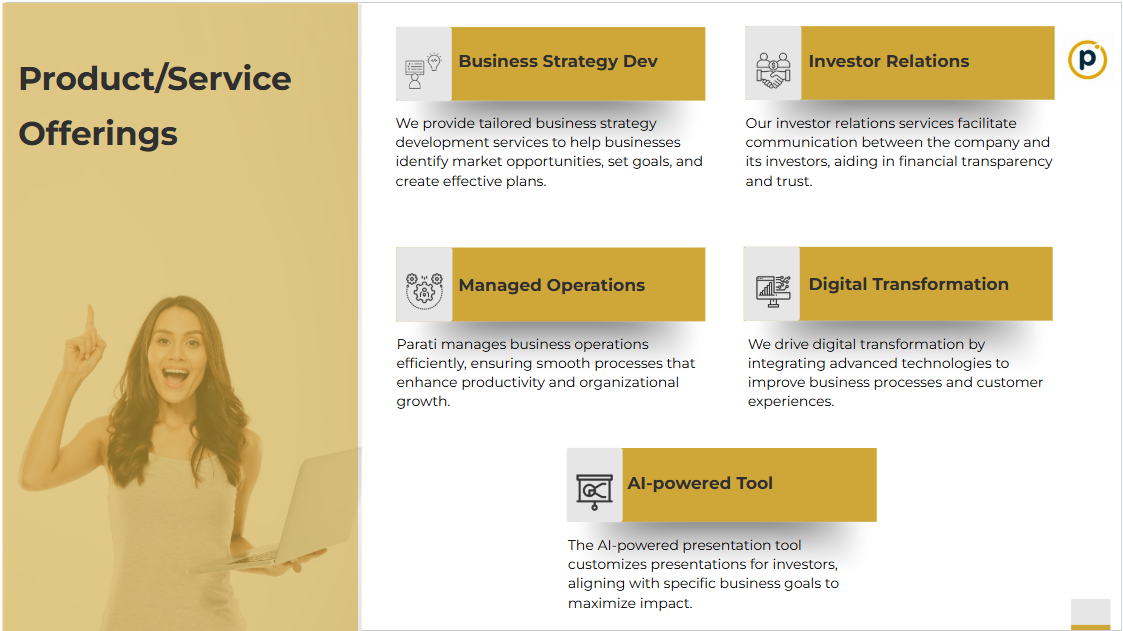 Product/Service
Offerings
Business Strategy Dev
We provide tailored business strategy
development services to help businesses
identify market opportunities, set goals, and
create effective plans.
Investor Relations
Our investor relations services facilitate
communication between the company and
its investors, aiding in financial transparency
and trust.
p
Managed Operations
Parati manages business operations
efficiently, ensuring smooth processes that
enhance productivity and organizational
growth.
Digital Transformation
We drive digital transformation by
integrating advanced technologies to
improve business processes and customer
experiences.
AI-powered Tool
The AI-powered presentation tool
customizes presentations for investors,
aligning with specific business goals to
maximize impact.